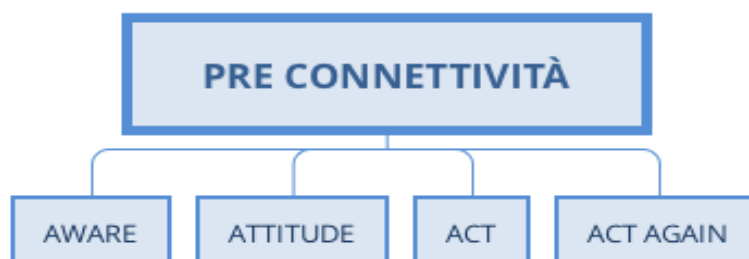 PRE CONNETTIVITÀ
AWARE
ATTITUDE
ACT
ACT AGAIN